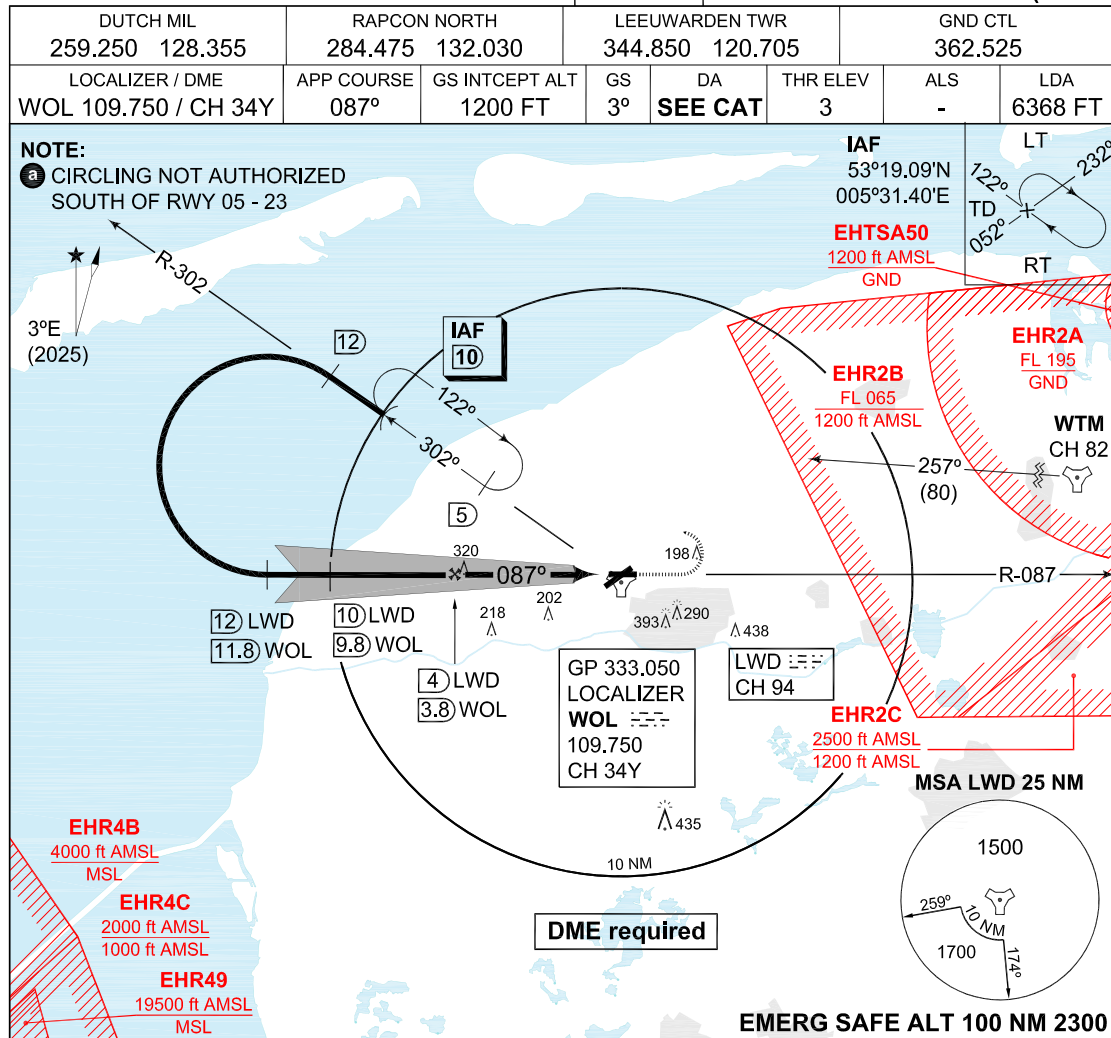 DUTCH MIL
259.250 128.355
RAPCON NORTH
284.475 132.030
LEEUWARDEN TWR
344.850 120.705
GND CTL
362.525
LOCALIZER / DME
WOL 109.750 / CH 34Y
APP COURSE
087º
GS INTCEPT ALT
1200 FT
GS
3º
DA
SEE CAT
THR ELEV
3
ALS
-
LDA
6368 FT
NOTE:
a CIRCLING NOT AUTHORIZED
SOUTH OF RWY 05 - 23
IAF
53º19.09'N
005º31.40'E
LT
122º
232º
TD
052º
RT
EHTSA50
1200 ft AMSL
GND
R-302
3ºE
(2025)
12
IAF
10
122º
302º
5
EHR2A
FL 195
GND
EHR2B
FL 065
1200 ft AMSL
WTM
CH 82
257º
(80)
320
087º
198
R-087
12 LWD
11.8 WOL
10 LWD
9.8 WOL
218
202
393
290
438
4 LWD
3.8 WOL
GP 333.050
LOCALIZER
WOL
109.750
CH 34Y
LWD
CH 94
EHR2C
2500 ft AMSL
1200 ft AMSL
435
10 NM
MSA LWD 25 NM
1500
259º
10 NM
1700
174º
EHR4B
4000 ft AMSL
MSL
EHR4C
2000 ft AMSL
1000 ft AMSL
EHR49
19500 ft AMSL
MSL
DME required
EMERG SAFE ALT 100 NM 2300